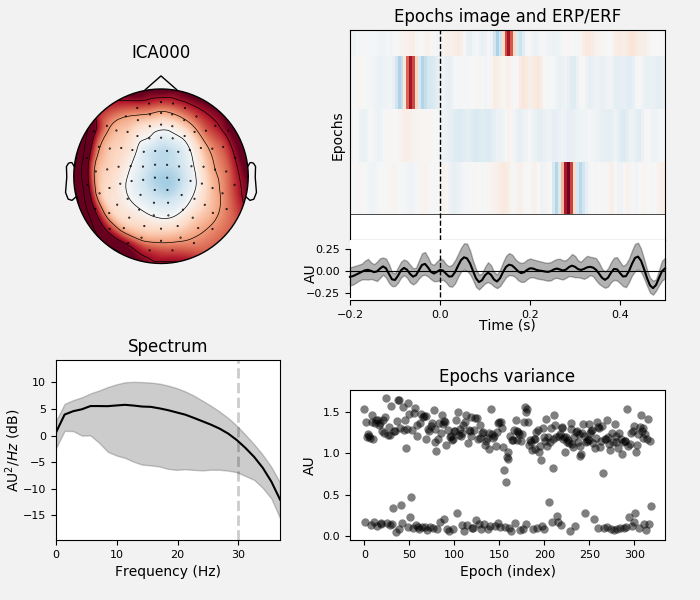 ICA000
Epochs image and ERP/ERF
Epochs
0.25
0.00
−0.25
AU
−0.2
0.0
0.2
0.4
Time (s)
Spectrum
10
5
0
−5
−10
−15
AU²/Hz (dB)
0
10
20
30
Frequency (Hz)
Epochs variance
1.5
1.0
0.5
0.0
AU
0
50
100
150
200
250
300
Epoch (index)